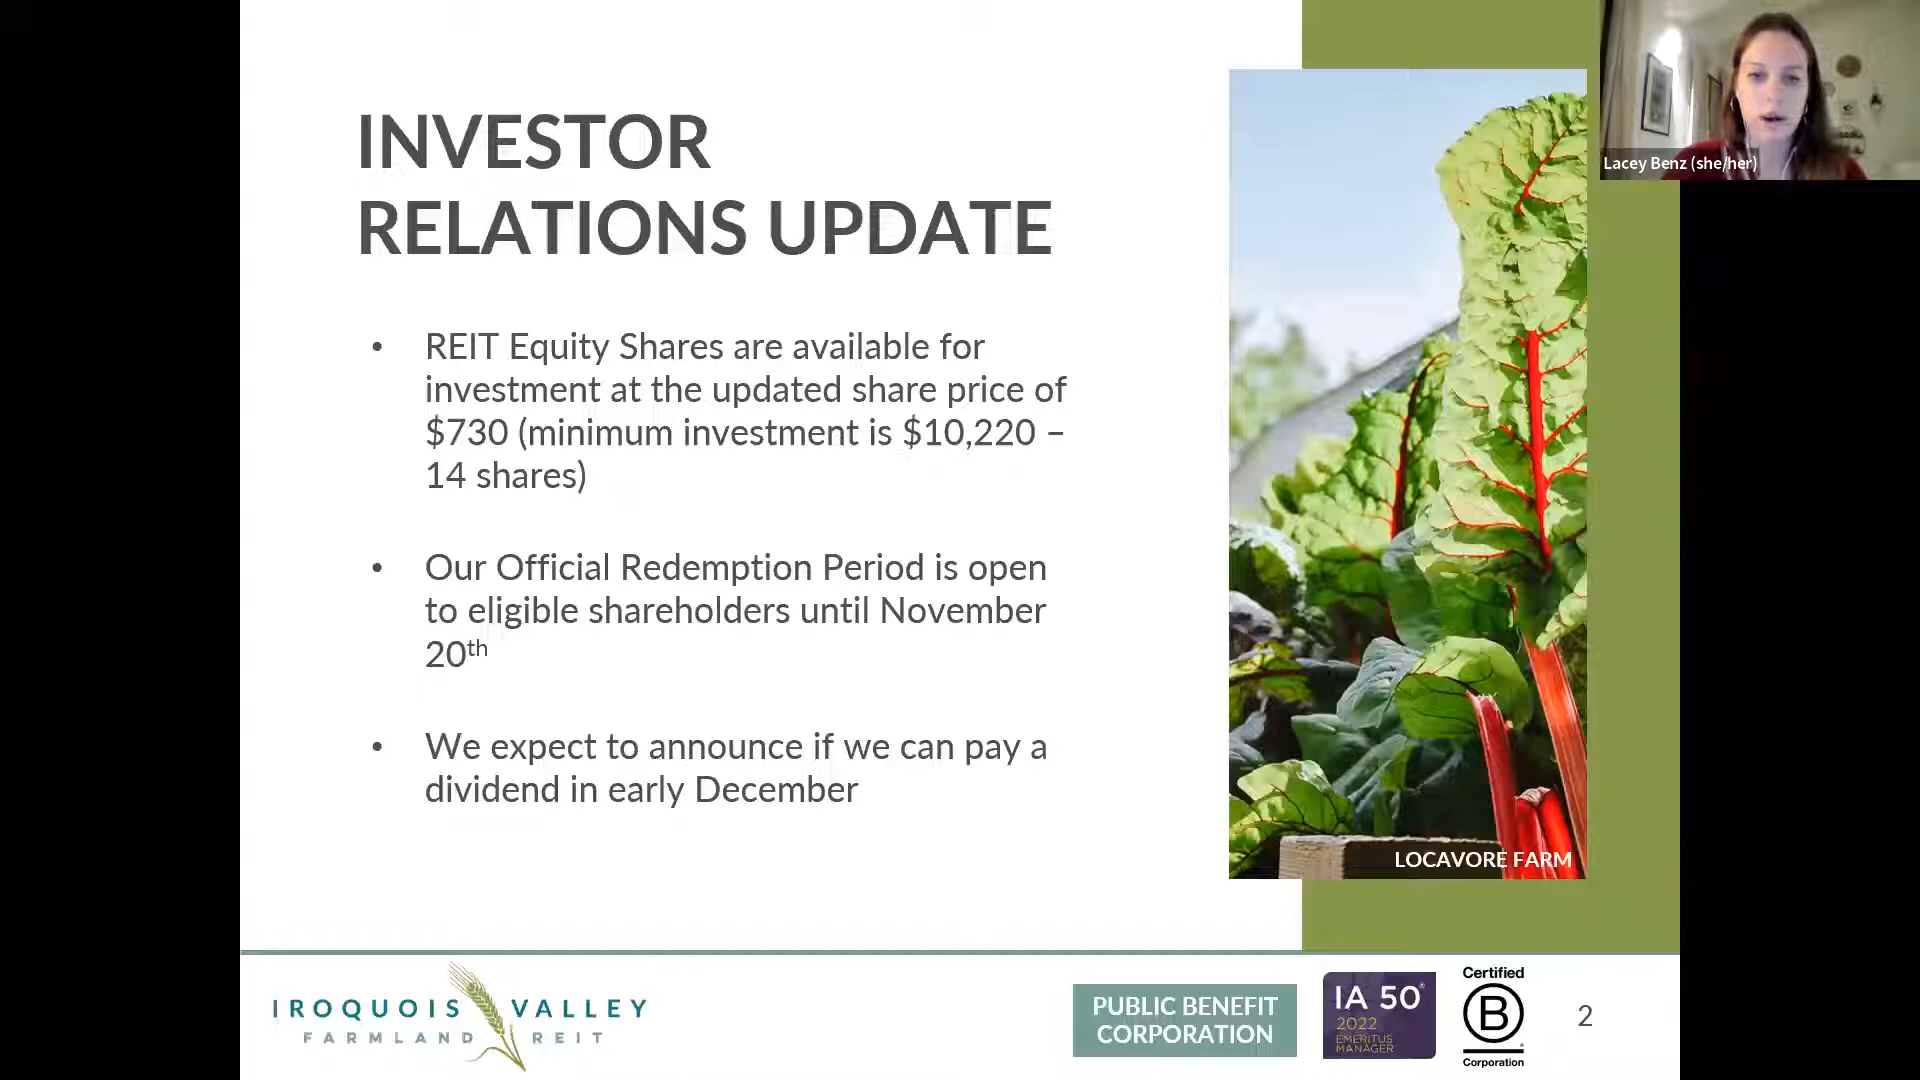 INVESTOR
RELATIONS UPDATE
• REIT Equity Shares are available for
investment at the updated share price of
$730 (minimum investment is $10,220 –
14 shares)
• Our Official Redemption Period is open
to eligible shareholders until November
20th
• We expect to announce if we can pay a
dividend in early December
LOCAVORE FARM
Lacey Benz (she/her)
IROQUOIS VALLEY
FARMLAND REIT
PUBLIC BENEFIT
CORPORATION
IA 50
2022
EMERITUS
MANAGER
Certified
B
Corporation
2